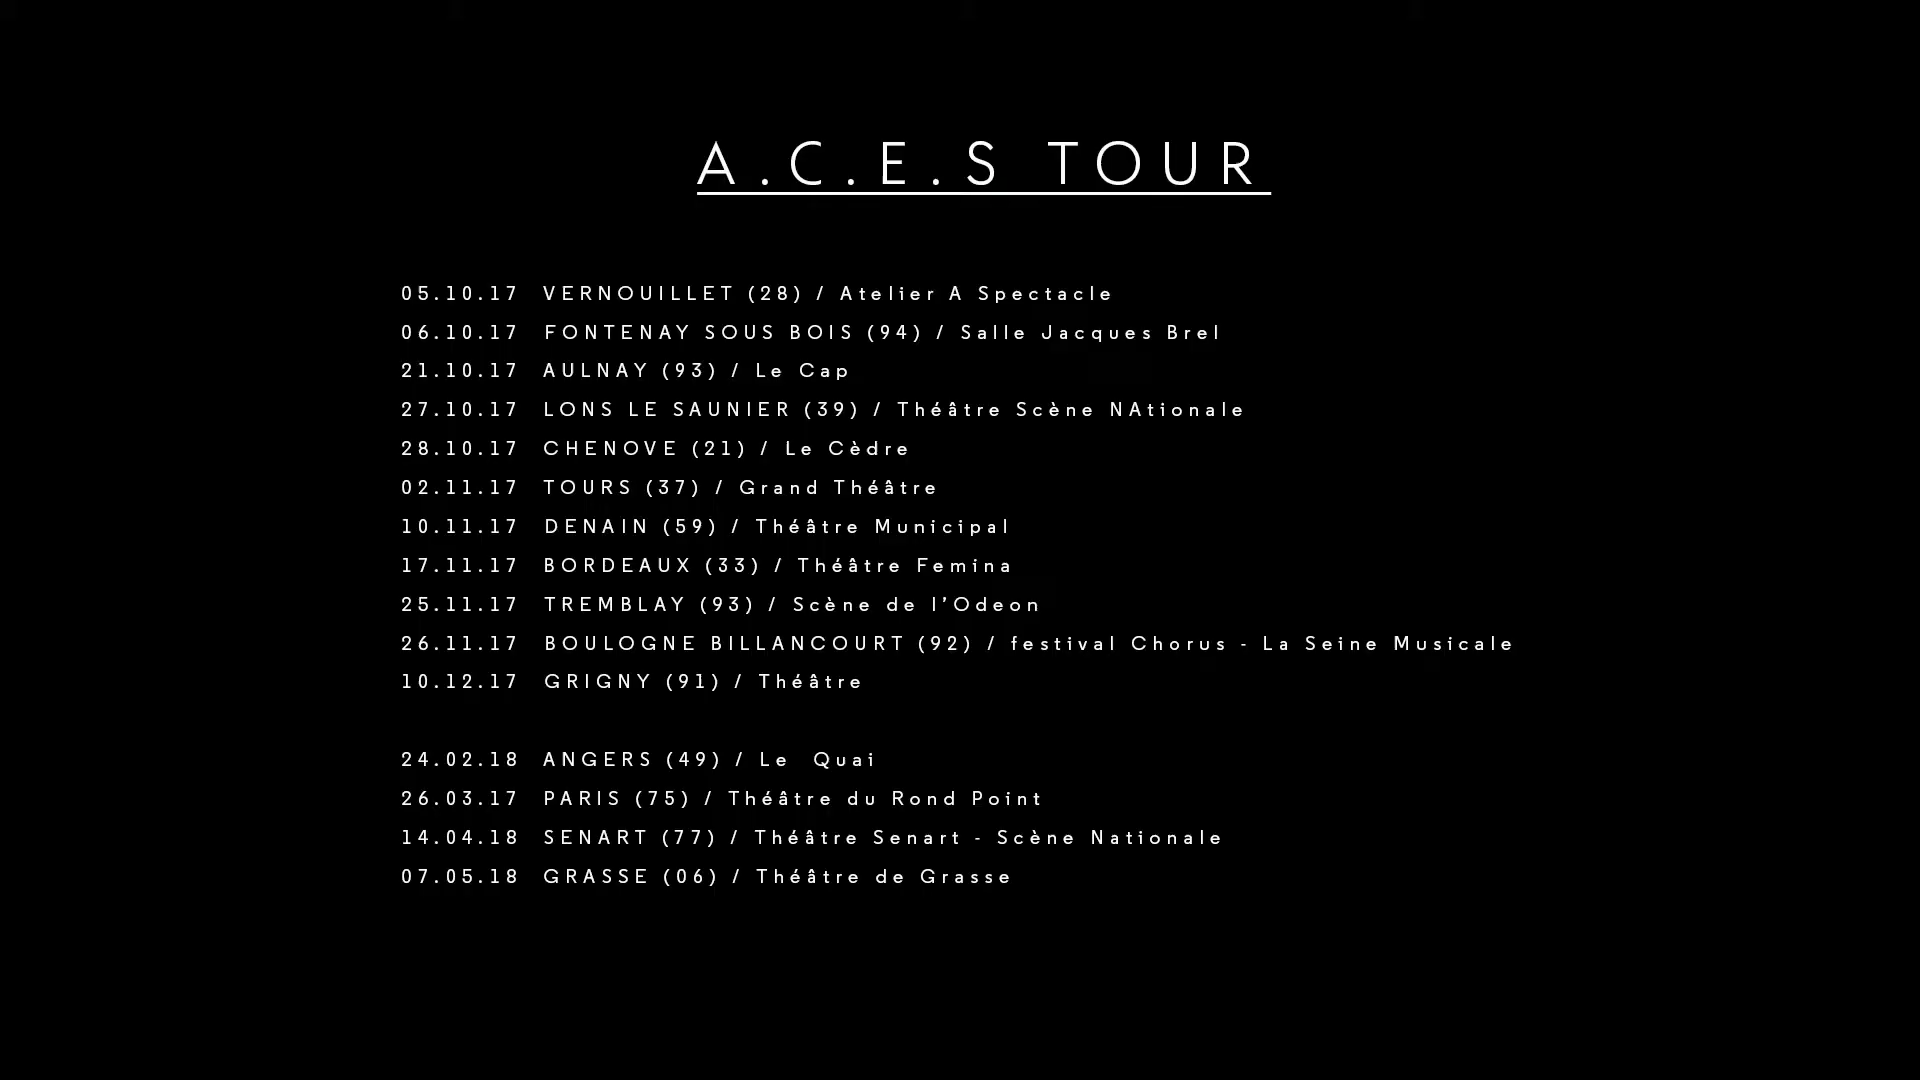 A.C.E.S TOUR
05.10.17 VERNOUILLET (28) / Atelier A Spectacle
06.10.17 FONTENAY SOUS BOIS (94) / Salle Jacques Brel
21.10.17 AULNAY (93) / Le Cap
27.10.17 LONS LE SAUNIER (39) / Théâtre Scène NAtionale
28.10.17 CHENOVE (21) / Le Cèdre
02.11.17 TOURS (37) / Grand Théâtre
10.11.17 DENAIN (59) / Théâtre Municipal
17.11.17 BORDEAUX (33) / Théâtre Femina
25.11.17 TREMBLAY (93) / Scène de l’Odeon
26.11.17 BOULOGNE BILLANCOURT (92) / festival Chorus - La Seine Musicale
10.12.17 GRIGNY (91) / Théâtre
24.02.18 ANGERS (49) / Le Quai
26.03.17 PARIS (75) / Théâtre du Rond Point
14.04.18 SENART (77) / Théâtre Senart - Scène Nationale
07.05.18 GRASSE (06) / Théâtre de Grasse